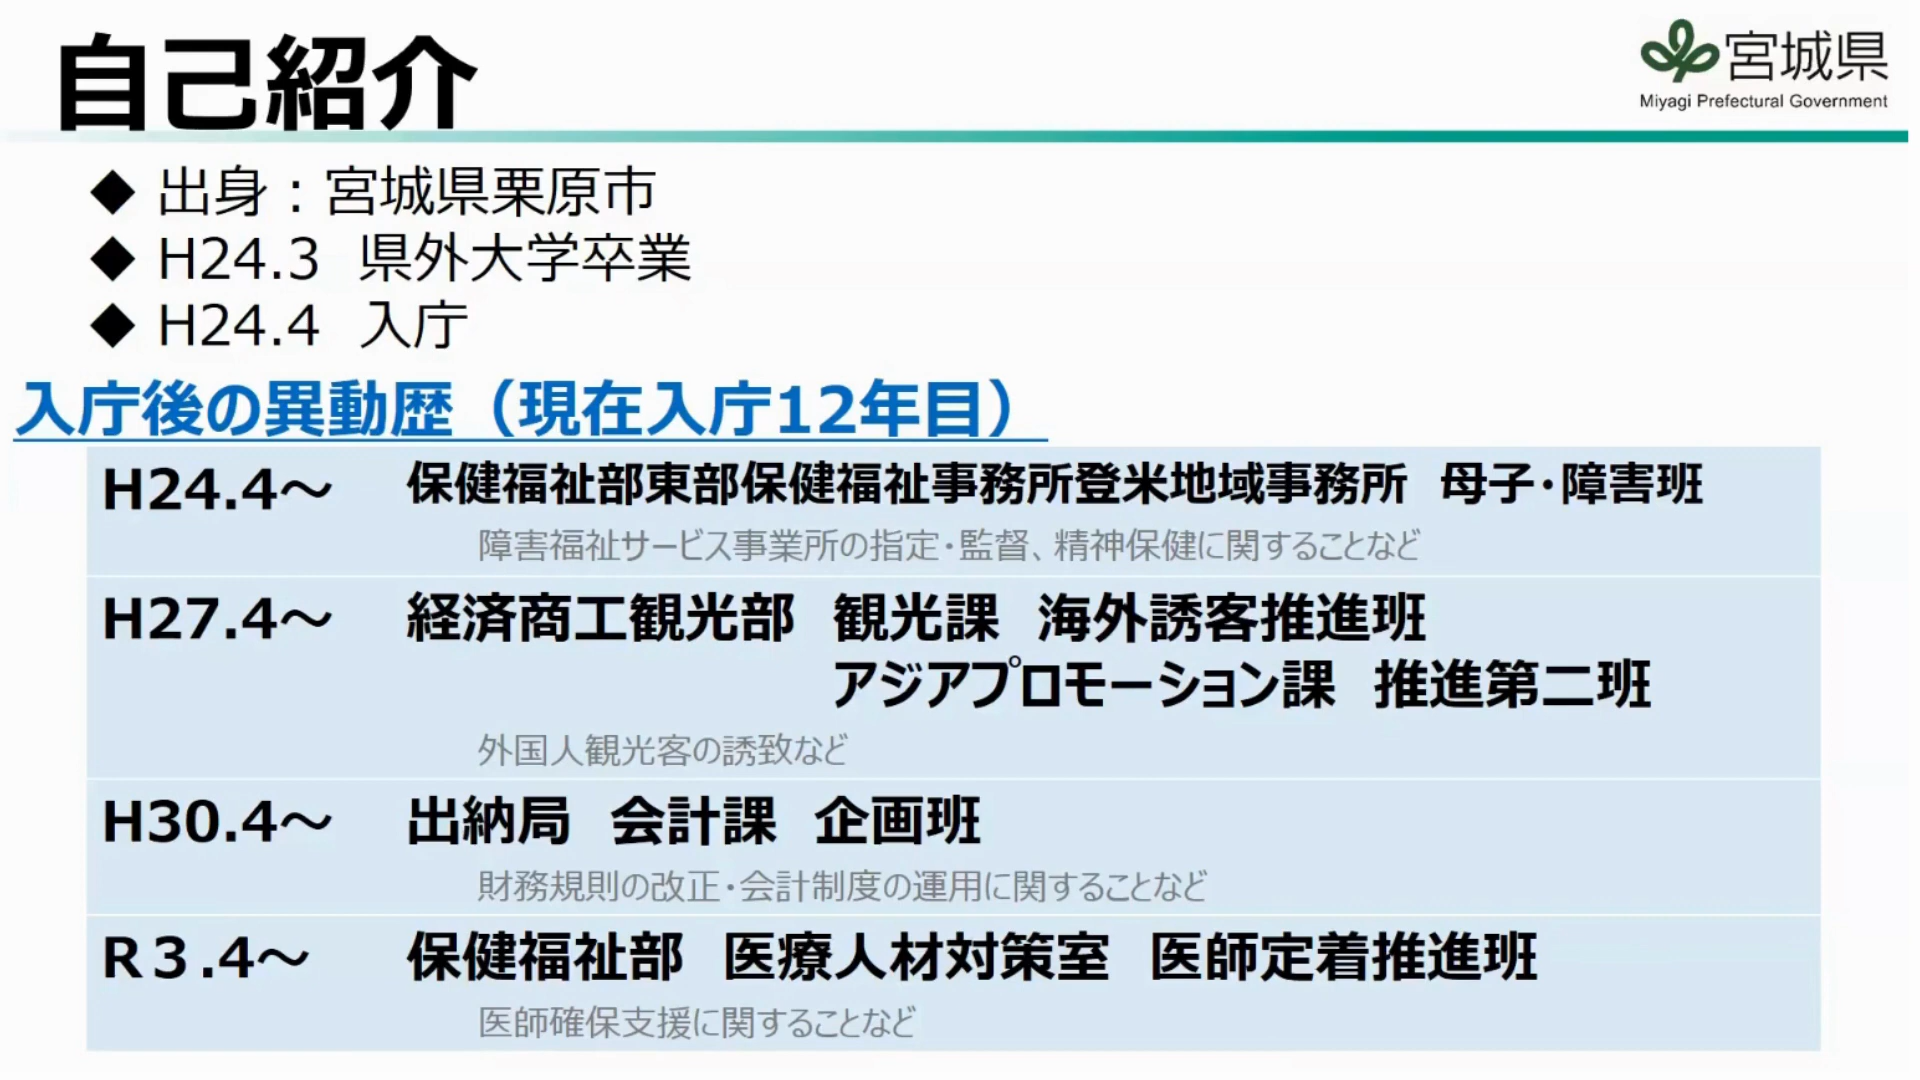 自己紹介
宮城県
Miyagi Prefectural Government
◆ 出身：宮城県栗原市
◆ H24.3 県外大学卒業
◆ H24.4 入庁
入庁後の異動歴（現在入庁12年目）
H24.4～ 保健福祉部東部保健福祉事務所登米地域事務所 母子・障害班
障害福祉サービス事業所の指定・監督、精神保健に関することなど
H27.4～ 経済商工観光部 観光課 海外誘客推進班
アジアプロモーション課 推進第二班
外国人観光客の誘致など
H30.4～ 出納局 会計課 企画班
財務規則の改正・会計制度の運用に関することなど
R３.4～ 保健福祉部 医療人材対策室 医師定着推進班
医師確保支援に関することなど